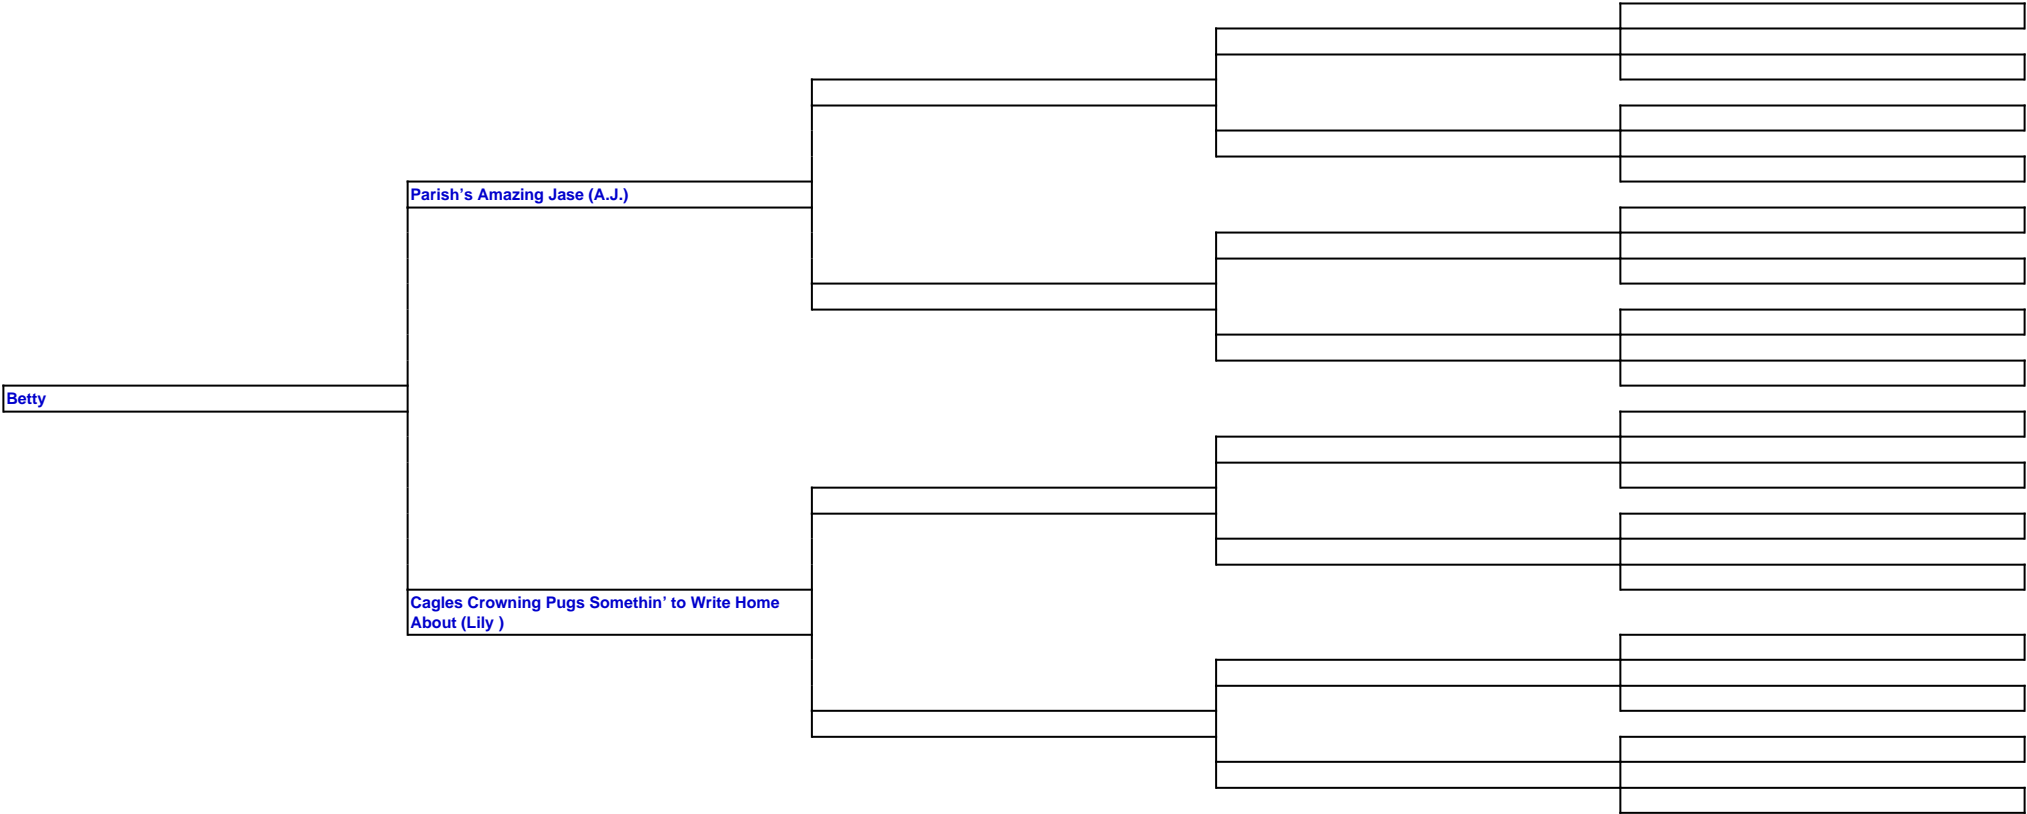 Parish’s Amazing Jase (A.J.)
Betty
Cagles Crowning Pugs Somethin’ to Write Home
About (Lily )